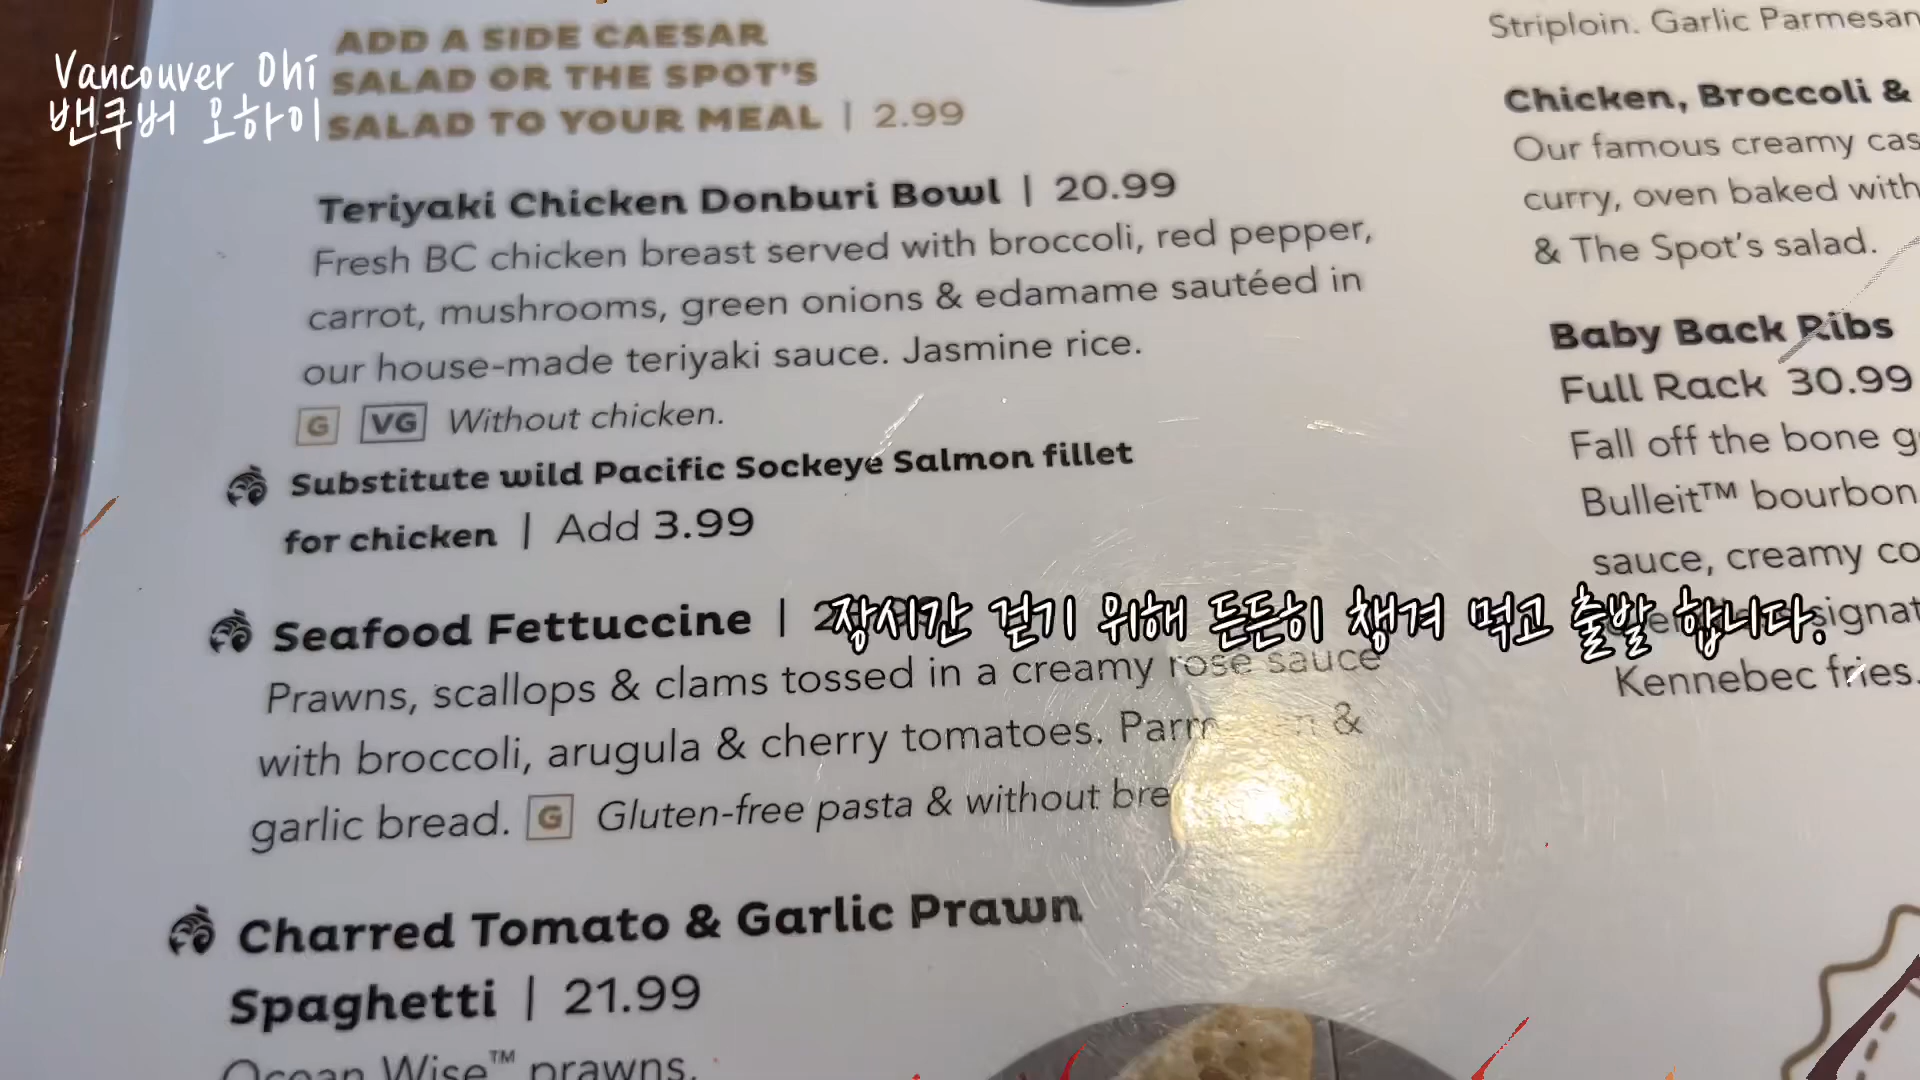 Vancouver Ohi
밴쿠버 오하이
ADD A SIDE CAESAR
SALAD OR THE SPOT'S
SALAD TO YOUR MEAL | 2.99
Teriyaki Chicken Donburi Bowl | 20.99
Fresh BC chicken breast served with broccoli, red pepper,
carrot, mushrooms, green onions & edamame sautéed in
our house-made teriyaki sauce. Jasmine rice.
G VG Without chicken.
Substitute wild Pacific Sockeye Salmon fillet
for chicken | Add 3.99
Seafood Fettuccine |
장시간 걷기 위해 든든히 챙겨 먹고 출발 합니다.
Prawns, scallops & clams tossed in a creamy rosé sauce
with broccoli, arugula & cherry tomatoes. &
garlic bread. G Gluten-free pasta & without
Charred Tomato & Garlic Prawn
Spaghetti | 21.99
Ocean Wise™ prawns,
Striploin. Garlic Parmesan
Chicken, Broccoli &
Our famous creamy
curry, oven baked with
& The Spot's salad.
Baby Back Ribs
Full Rack 30.99
Fall off the bone
Bulleit™ bourbon
sauce, creamy
Kennebec fries.